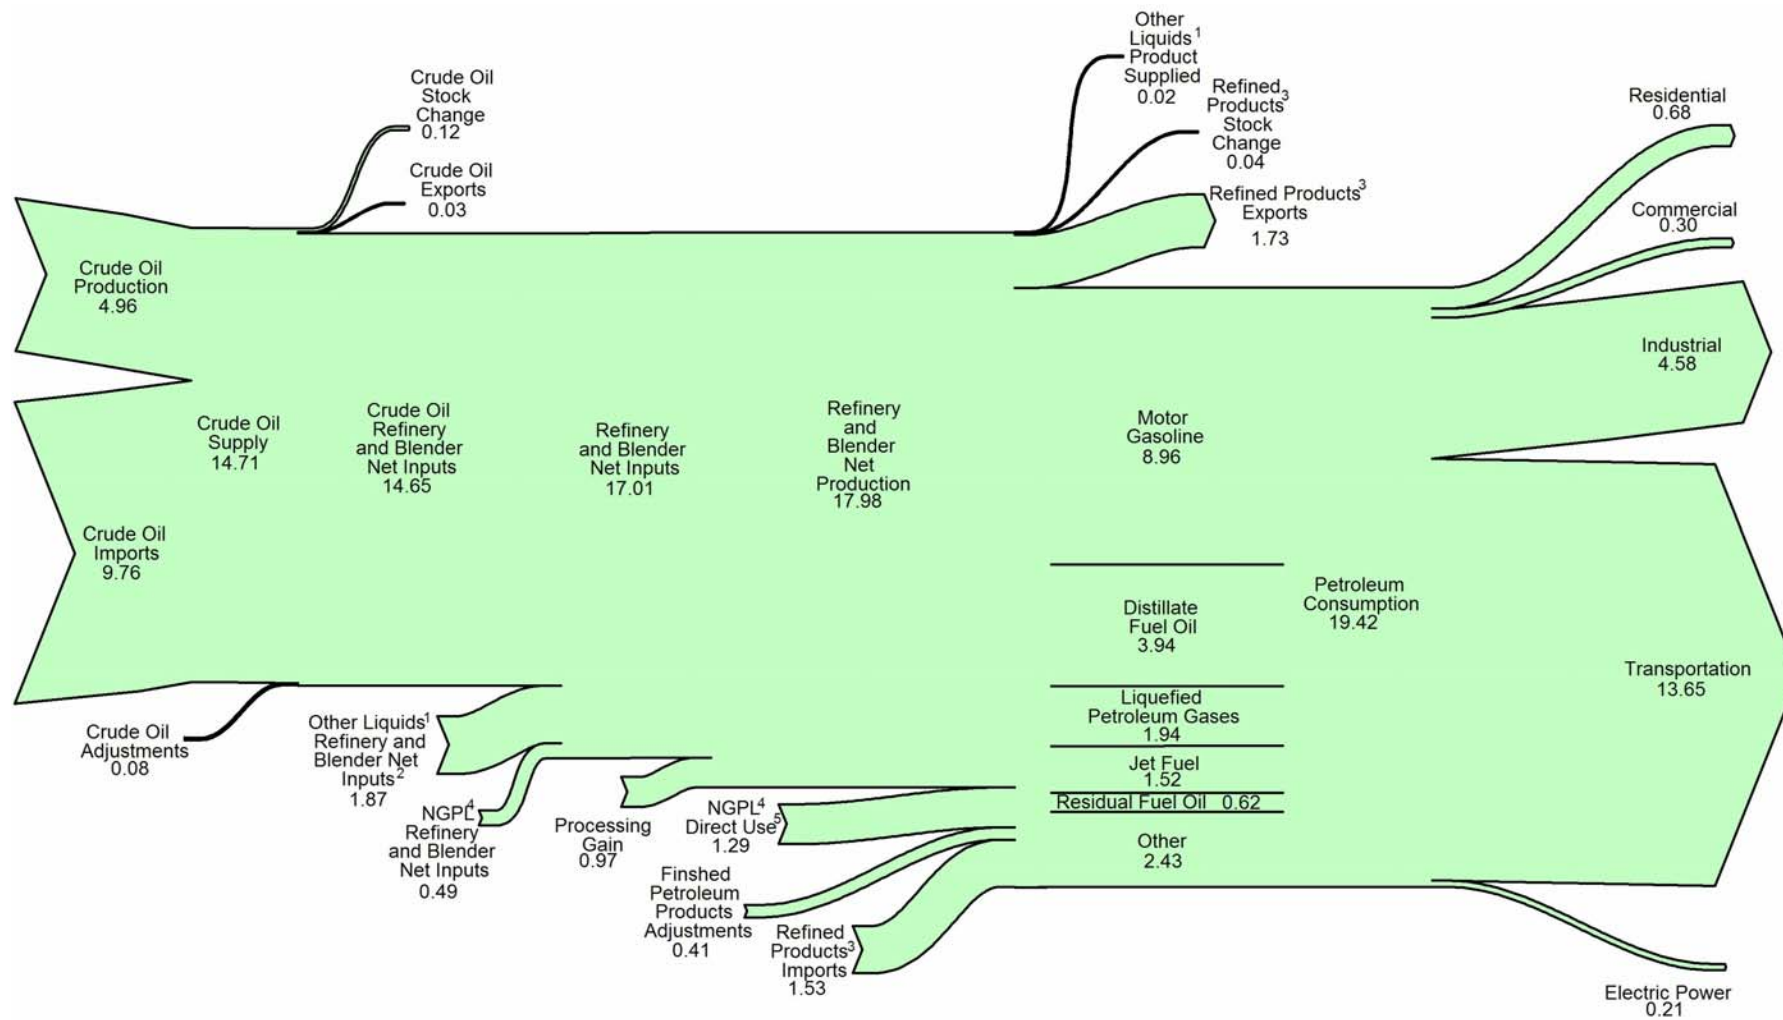 Crude Oil
Stock
Change
0.12
Crude Oil
Exports
0.03
Crude Oil
Production
4.96
Crude Oil
Supply
14.71
Crude Oil
Refinery
and Blender
Net Inputs
14.65
Refinery
and Blender
Net Inputs
17.01
Refinery
and
Blender
Net
Production
17.98
Crude Oil
Imports
9.76
Crude Oil
Adjustments
0.08
Other Liquids¹
Refinery and
Blender Net
Inputs²
1.87
NGPL⁴
Refinery
and Blender
Net Inputs
0.49
Processing
Gain
0.97
NGPL⁴
Direct Use⁵
1.29
Finshed
Petroleum
Products
Adjustments
0.41
Refined
Products³
Imports
1.53
Other
Liquids¹
Product
Supplied
0.02
Refined
Products³
Stock
Change
0.04
Refined Products³
Exports
1.73
Motor
Gasoline
8.96
Distillate
Fuel Oil
3.94
Liquefied
Petroleum Gases
1.94
Jet Fuel
1.52
Residual Fuel Oil 0.62
Other
2.43
Petroleum
Consumption
19.42
Residential
0.68
Commercial
0.30
Industrial
4.58
Transportation
13.65
Electric Power
0.21